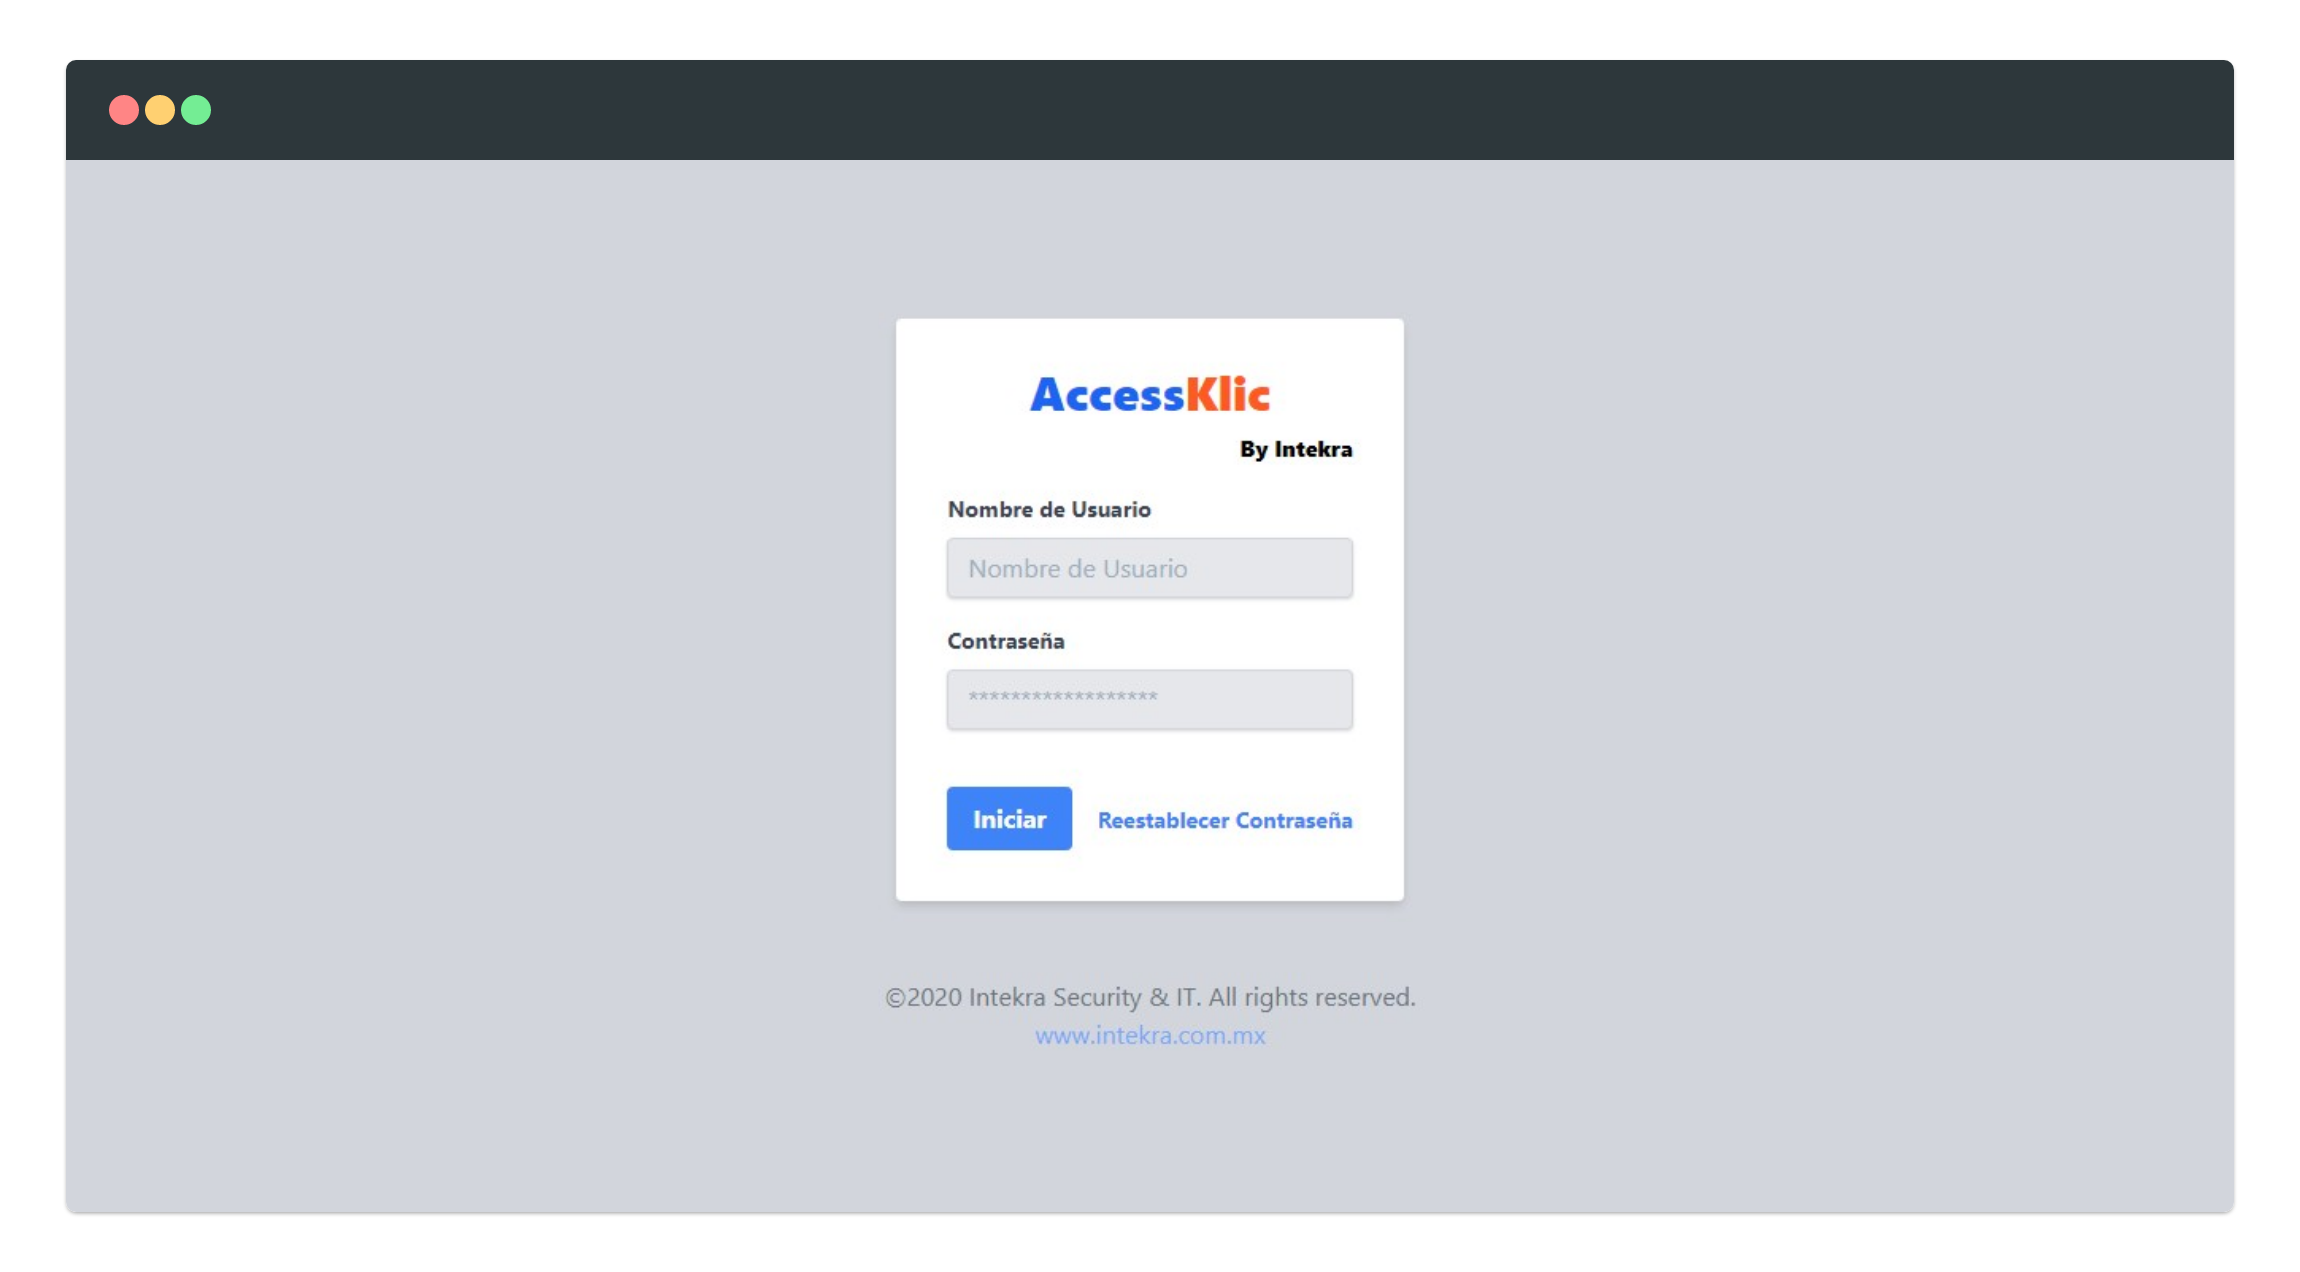 AccessKlic
By Intekra
Nombre de Usuario
Nombre de Usuario
Contraseña
******************
Iniciar
Reestablecer Contraseña
©2020 Intekra Security & IT. All rights reserved.
www.intekra.com.mx